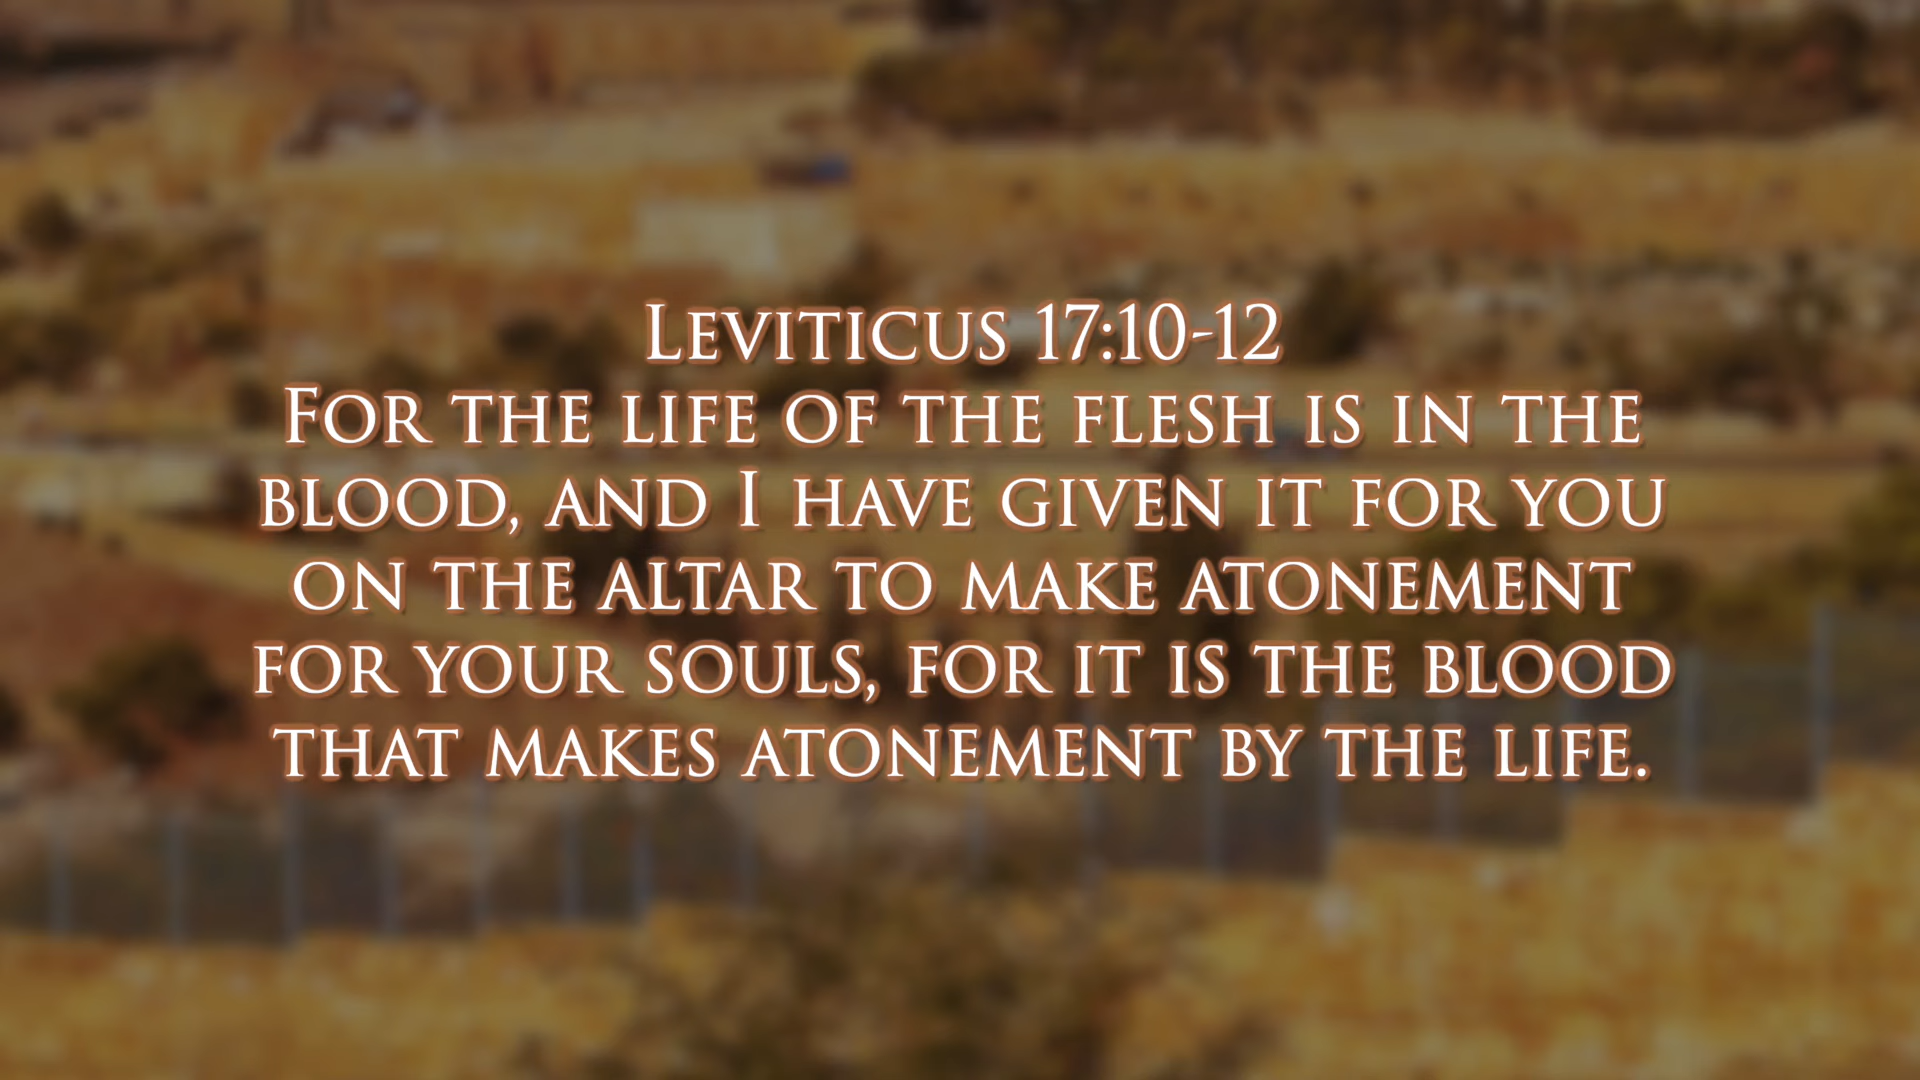 Leviticus 17:10-12
For the life of the flesh is in the
blood, and I have given it for you
on the altar to make atonement
for your souls, for it is the blood
that makes atonement by the life.